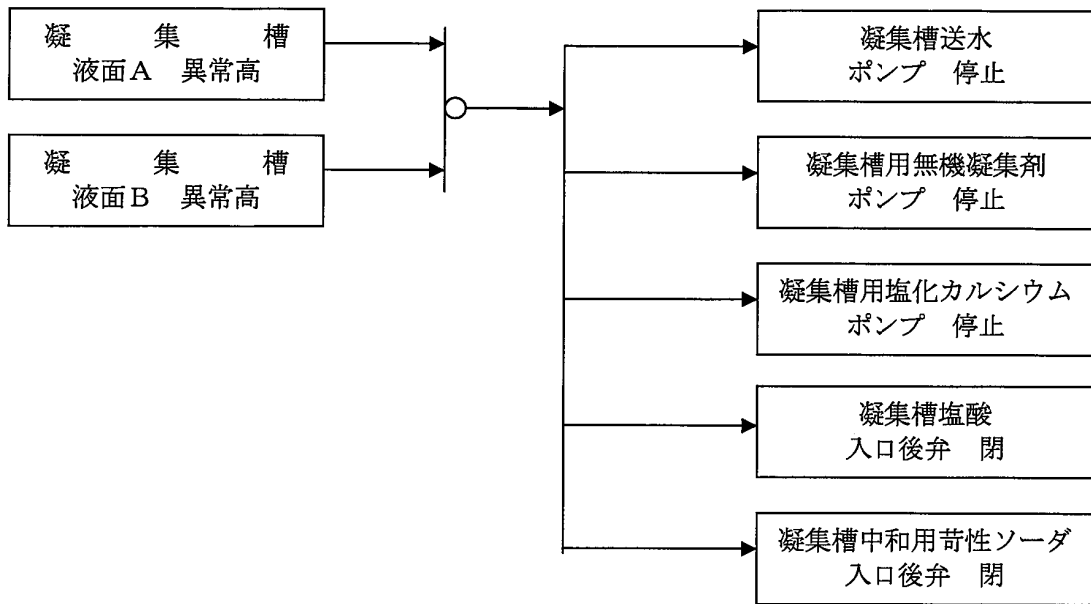 凝　集　槽
液面A　異常高
凝　集　槽
液面B　異常高
凝集槽送水
ポンプ　停止
凝集槽用無機凝集剤
ポンプ　停止
凝集槽用塩化カルシウム
ポンプ　停止
凝集槽塩酸
入口後弁　閉
凝集槽中和用苛性ソーダ
入口後弁　閉